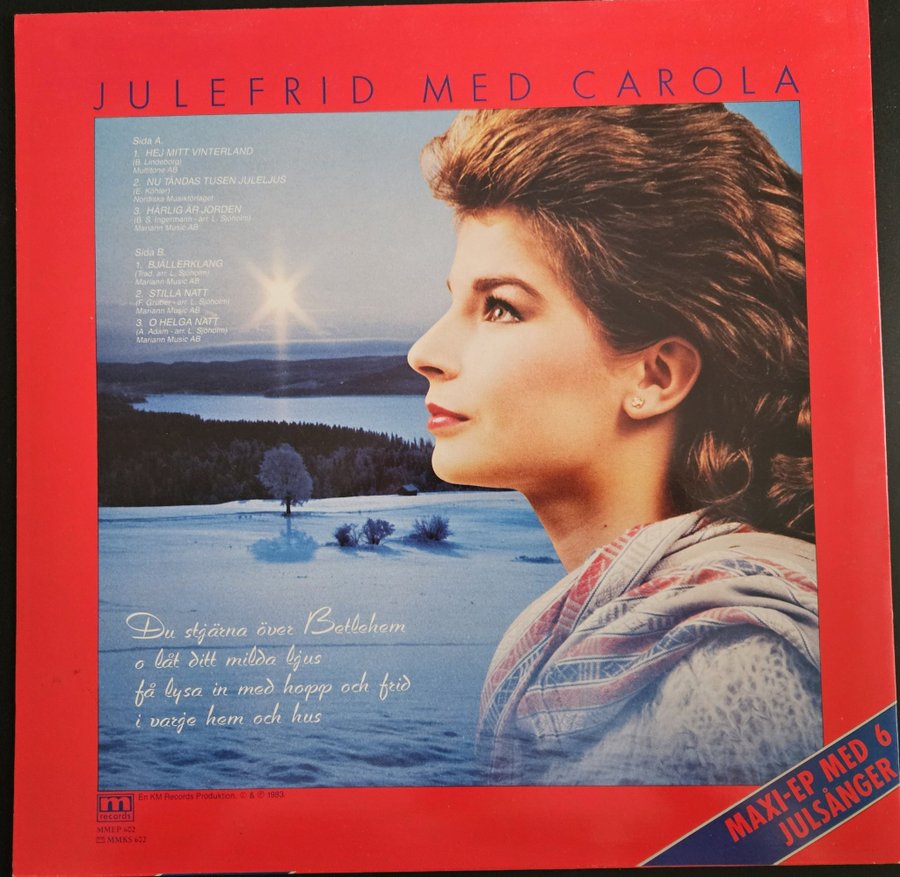 JULEFRID MED CAROLA
Sida A.
1. HEJ MITT VINTERLAND
(B. Lindeborg)
Multitone AB
2. NU TÄNDAS TUSEN JULELJUS
(E. Köhler)
Nordiska Musikförlaget
3. HÄRLIG ÄR JORDEN
(B. S. Ingermann - arr. L. Sjöholm)
Mariann Music AB
Sida B.
1. BJÄLLERKLANG
(Trad. arr. L. Sjöholm)
Mariann Music AB
2. STILLA NATT
(F. Gruber - arr. L. Sjöholm)
Mariann Music AB
3. O HELGA NATT
(A. Adam - arr. L. Sjöholm)
Mariann Music AB
Du stjärna över Betlehem
o låt ditt milda ljus
få lysa in med hopp och frid
i varje hem och hus
MAXI-EP MED 6
JULSÅNGER
m
records
En KM Records Produktion. © & ℗ 1983.
MMEP 602
MMKS 602